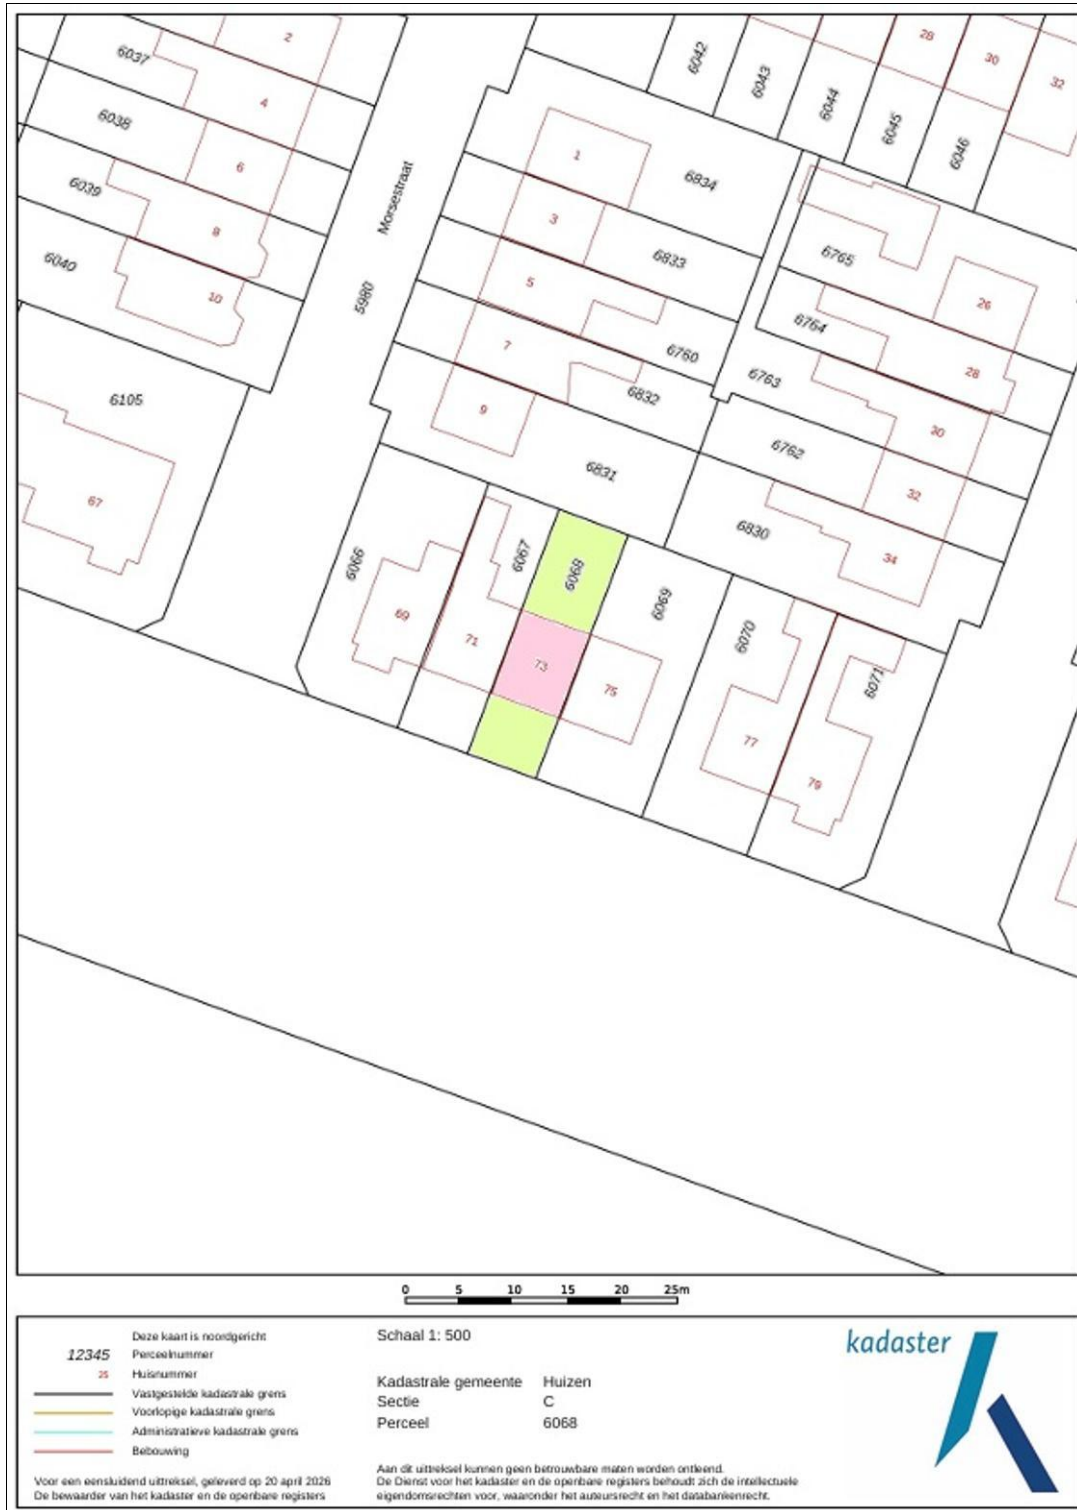 2
6037
4
6038
6
6039
8
6040
10
Morsestraat
5980
6105
67
6042
6043
6044
6045
6046
28
30
32
1
6834
3
6833
5
6760
7
6832
9
6831
6765
26
6764
28
6763
30
6762
32
6830
34
6066
69
6067
71
6068
73
6069
75
6070
77
6071
79
0 5 10 15 20 25m
Deze kaart is noordgericht
12345 Perceelnummer
25 Huisnummer
Vastgestelde kadastrale grens
Voorlopige kadastrale grens
Administratieve kadastrale grens
Bebouwing
Voor een eensluidend uittreksel, geleverd op 20 april 2026
De bewaarder van het kadaster en de openbare registers
Schaal 1: 500
Kadastrale gemeente Huizen
Sectie C
Perceel 6068
Aan dit uittreksel kunnen geen betrouwbare maten worden ontleend.
De Dienst voor het kadaster en de openbare registers behoudt zich de intellectuele
eigendomsrechten voor, waaronder het auteursrecht en het databankenrecht.
kadaster